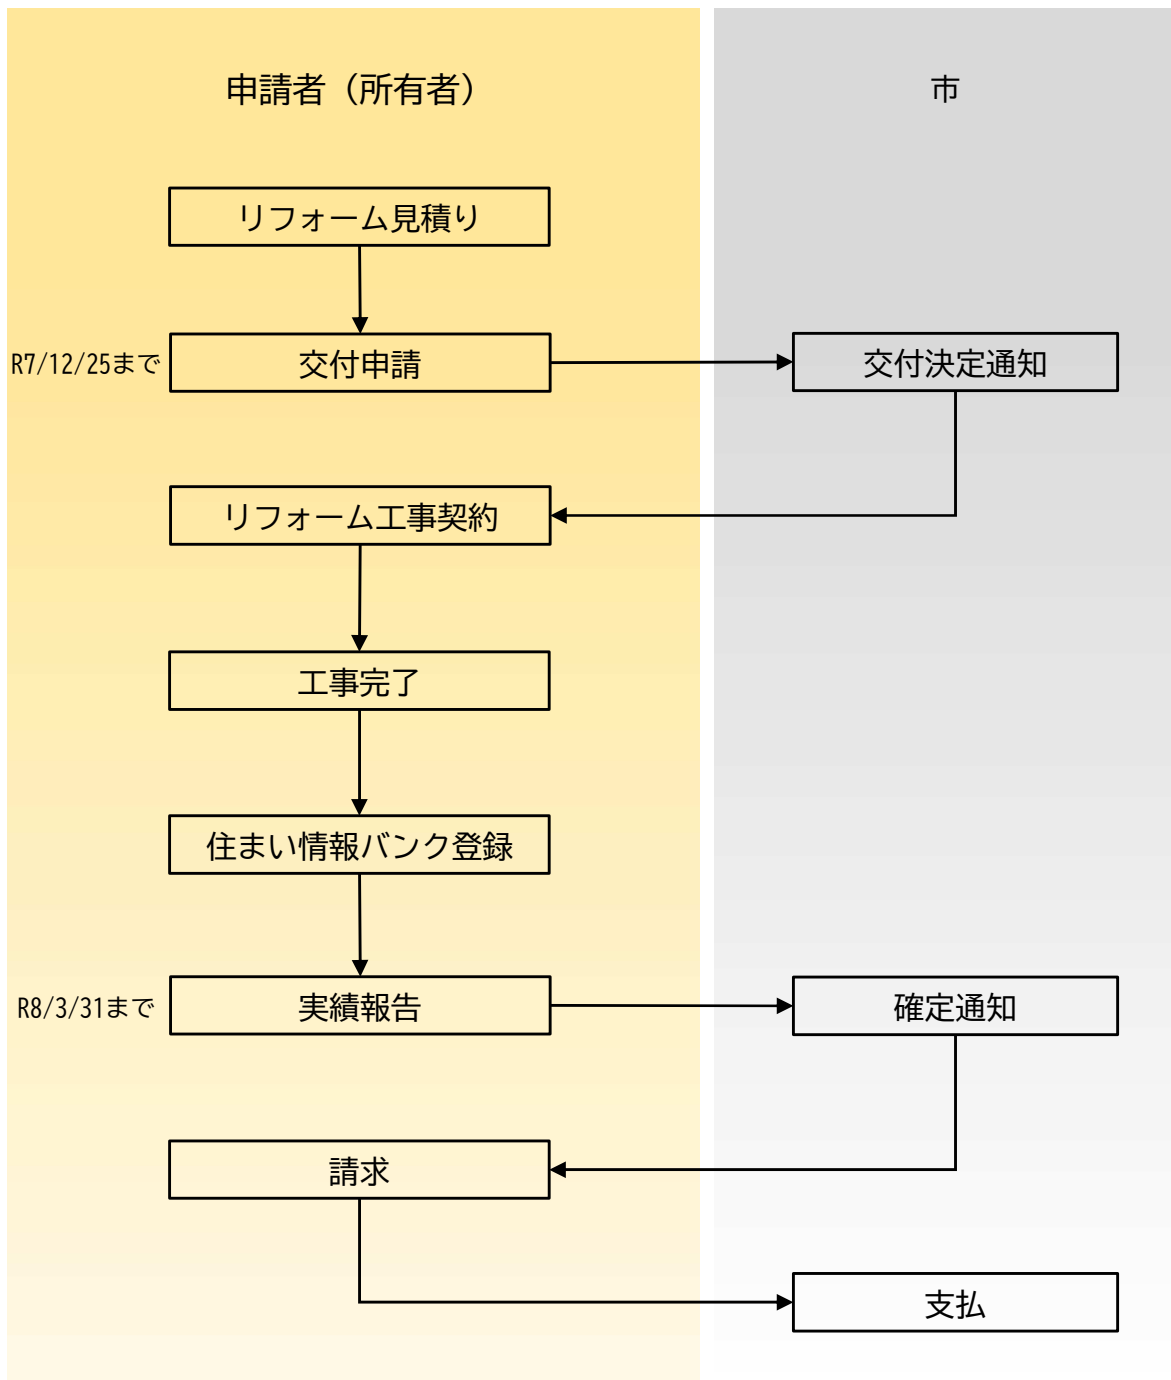 申請者（所有者）
市
リフォーム見積り
R7/12/25まで
交付申請
交付決定通知
リフォーム工事契約
工事完了
住まい情報バンク登録
R8/3/31まで
実績報告
確定通知
請求
支払